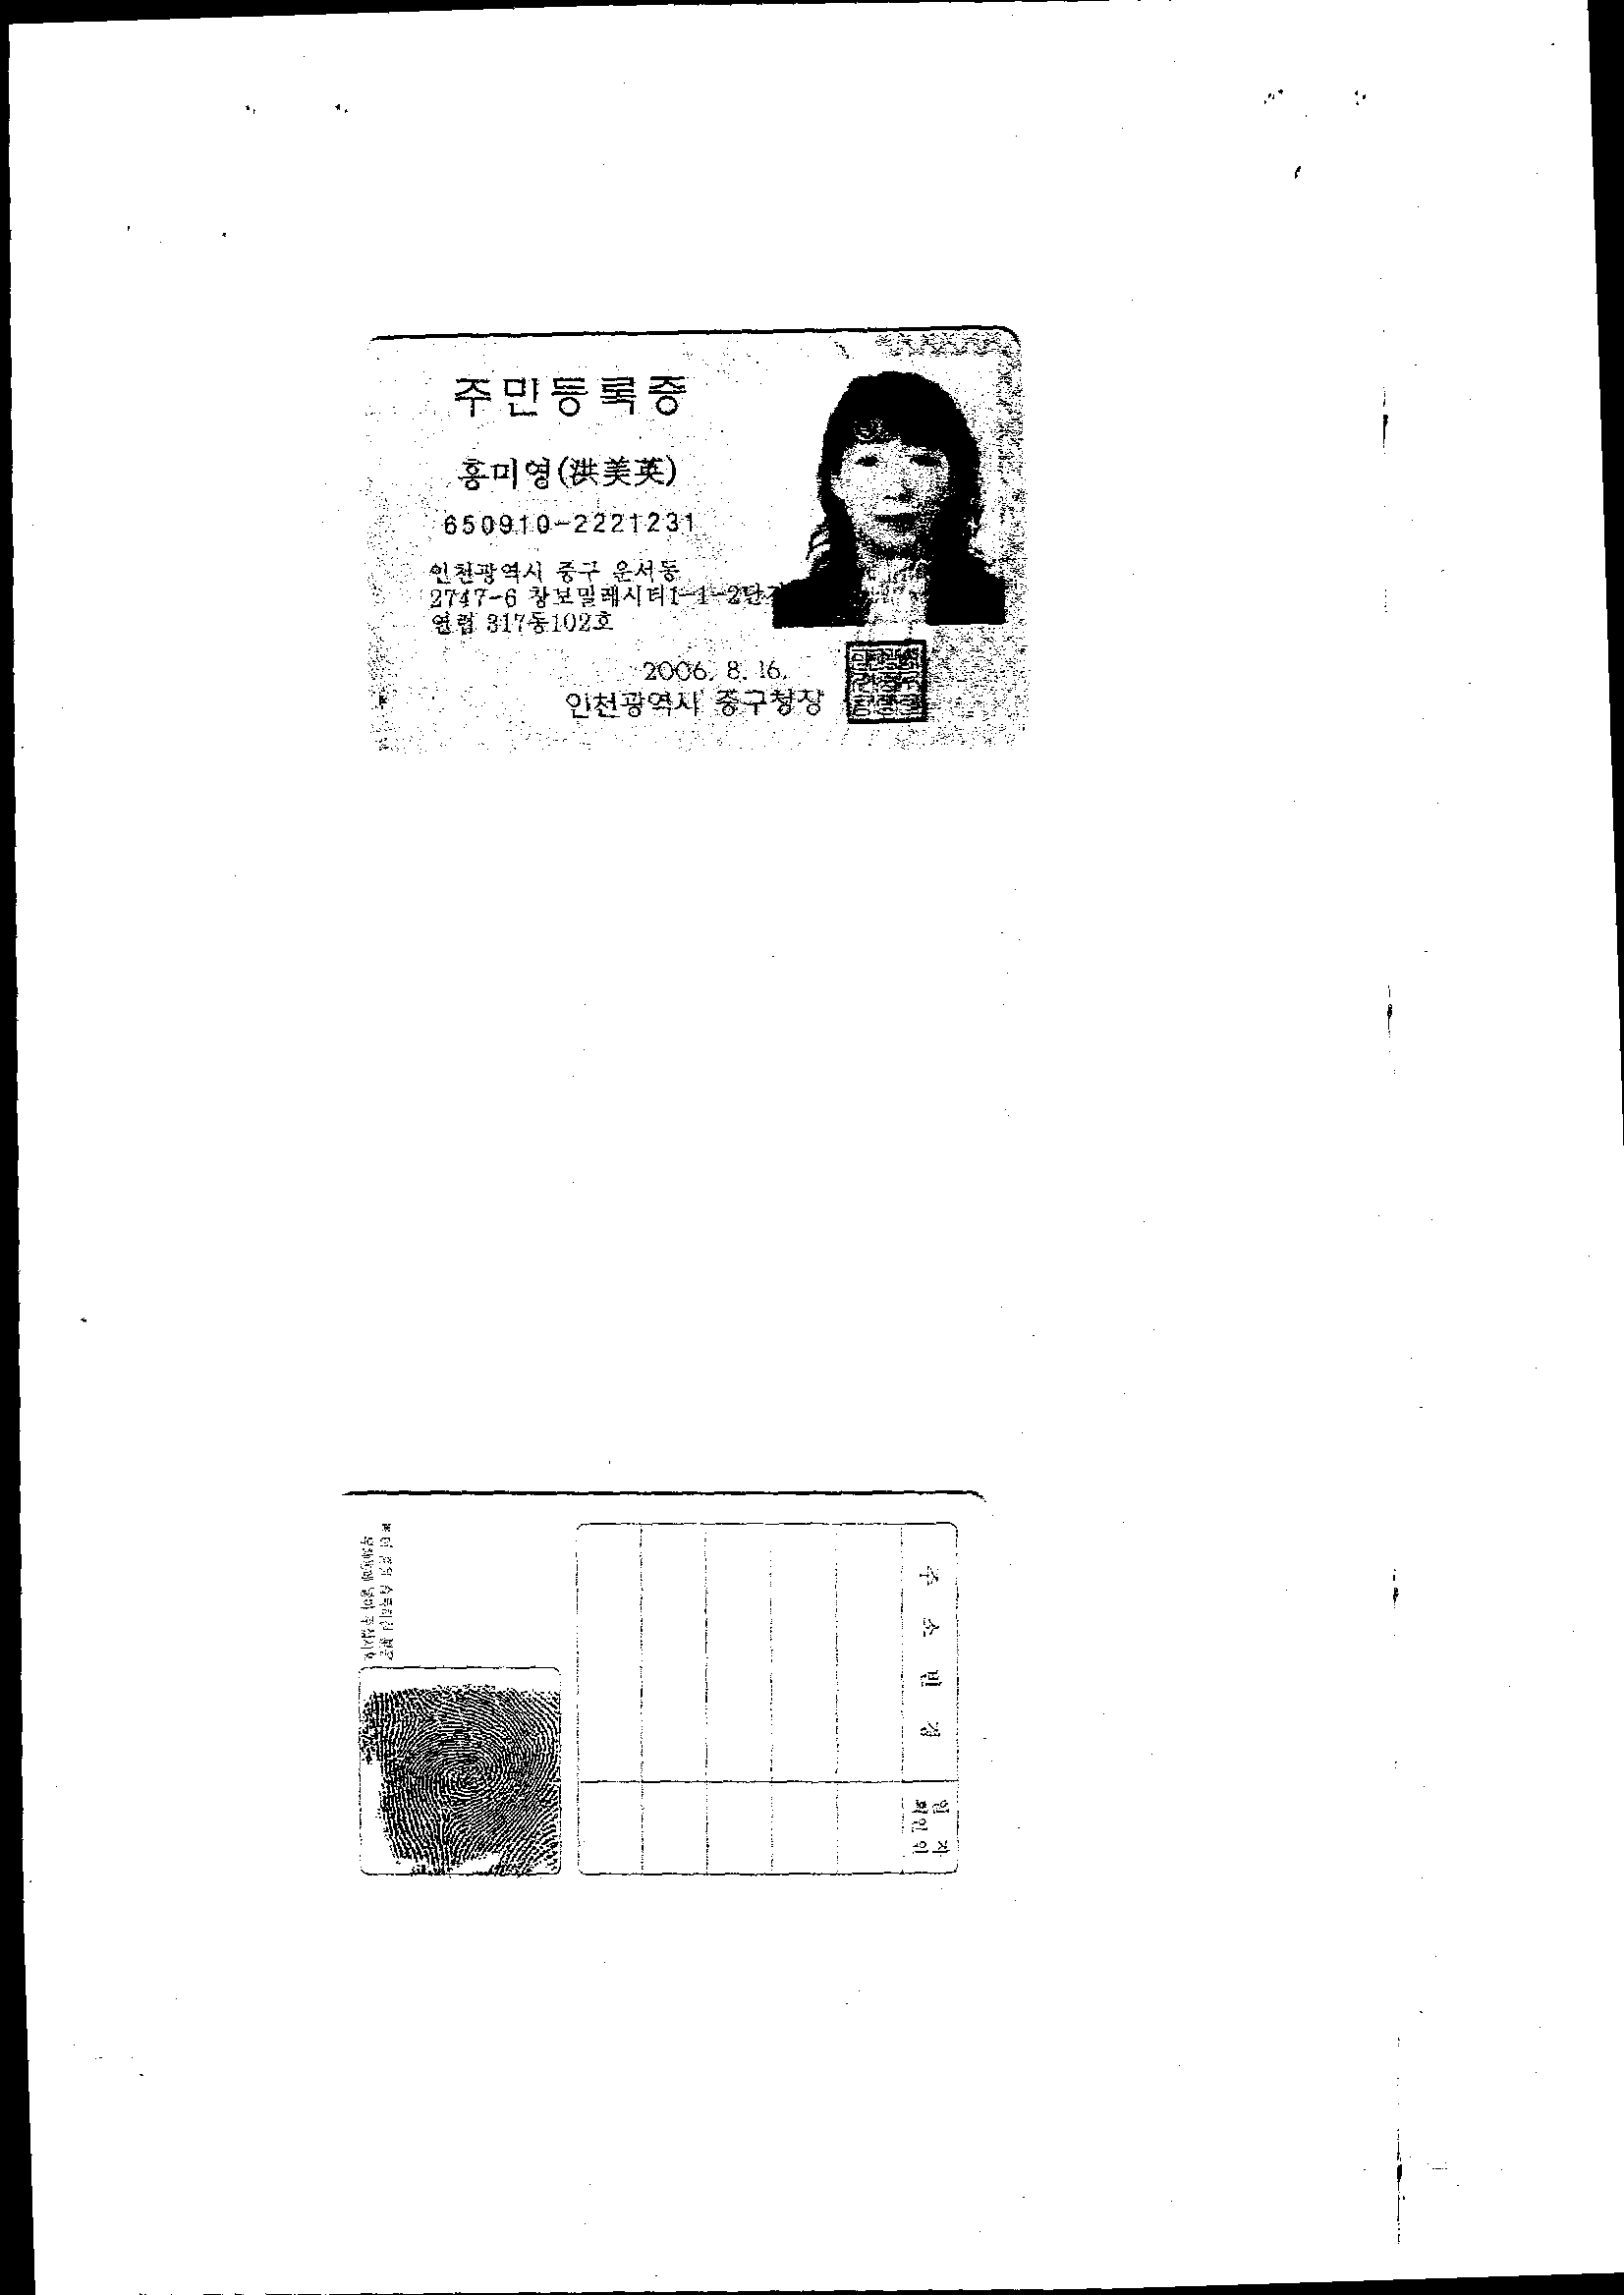 주민등록증
홍미영(洪美英)
650910-2221231
인천광역시 중구 운서동
2747-6 창보밀레시티1-1-2단지
연립 317동102호
2006. 8. 16.
인천광역시 중구청장
주 소 변 경
일 자
확인인